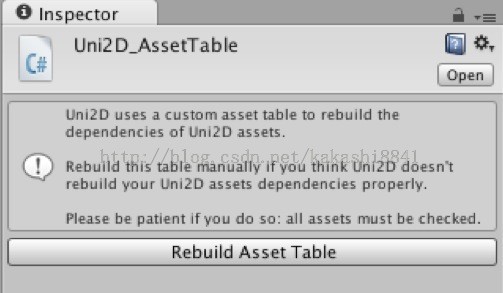 Inspector
Uni2D_AssetTable
C#
Open
Uni2D uses a custom asset table to rebuild the
dependencies of Uni2D assets.
http://blog.csdn.net/kakashi8841
Rebuild this table manually if you think Uni2D doesn't
rebuild your Uni2D assets dependencies properly.
Please be patient if you do so: all assets must be checked.
Rebuild Asset Table